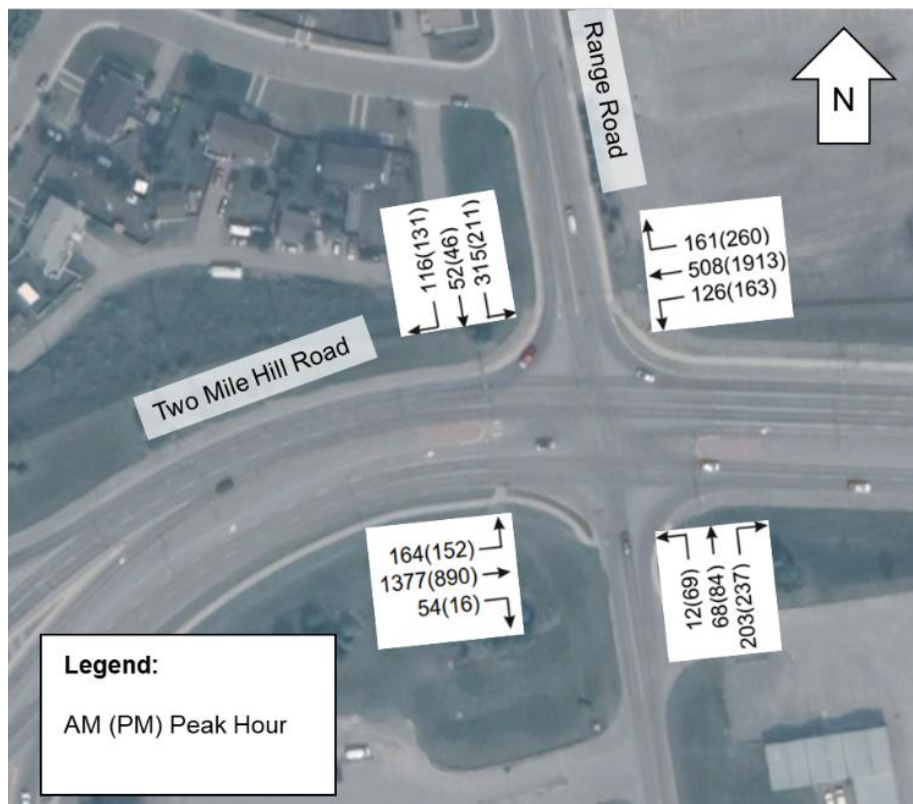 Range Road
N
116(131)
52(46)
315(211)
161(260)
508(1913)
126(163)
Two Mile Hill Road
164(152)
1377(890)
54(16)
12(69)
68(84)
203(237)
Legend:
AM (PM) Peak Hour